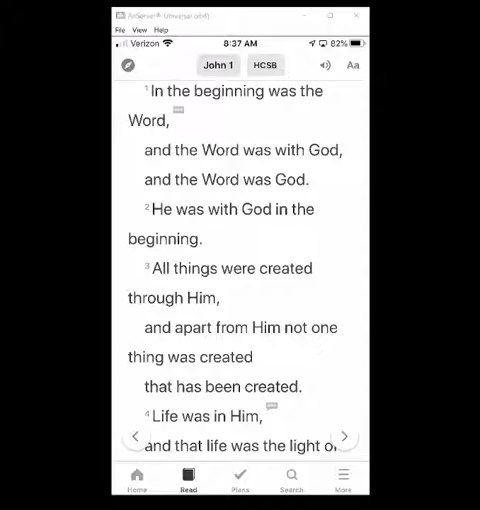 File View Help
Verizon 8:37 AM 82%
John 1 HCSB Aa
1 In the beginning was the
Word,
and the Word was with God,
and the Word was God.
2 He was with God in the
beginning.
3 All things were created
through Him,
and apart from Him not one
thing was created
that has been created.
4 Life was in Him,
and that life was the light of
Home Read Plans Search More